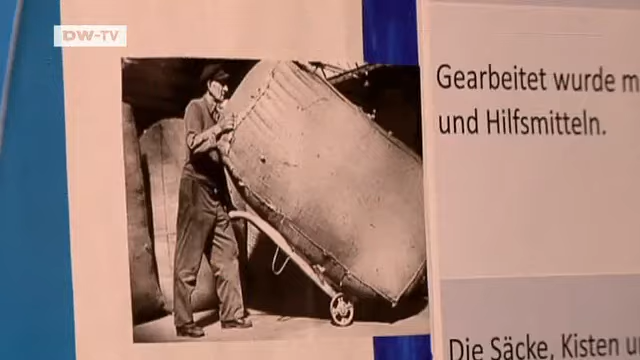 DW-TV
Gearbeitet wurde m
und Hilfsmitteln.
Die Säcke, Kisten u